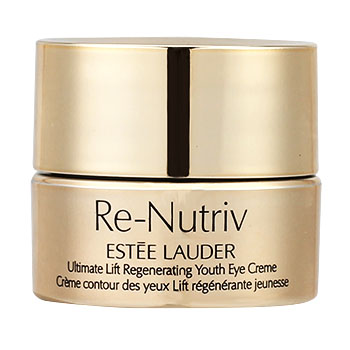 Re-Nutriv
ESTĒE LAUDER
Ultimate Lift Regenerating Youth Eye Creme
Crème contour des yeux Lift régénérante jeunesse